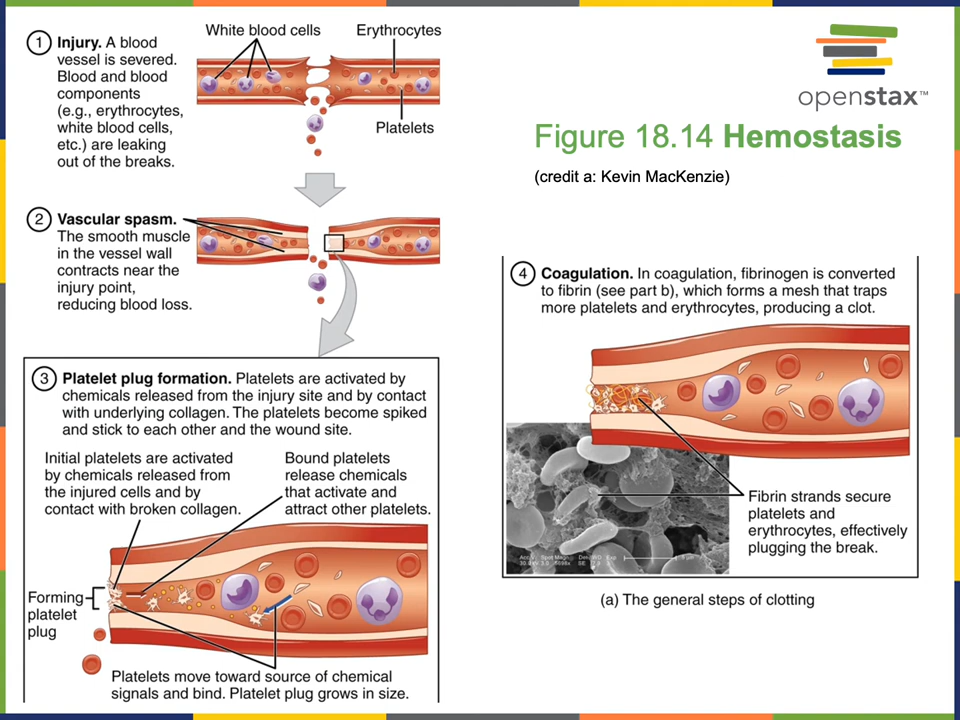 White blood cells
Erythrocytes
1 Injury. A blood
vessel is severed.
Blood and blood
components
(e.g., erythrocytes,
white blood cells,
etc.) are leaking
out of the breaks.
Platelets
openstax™
Figure 18.14 Hemostasis
(credit a: Kevin MacKenzie)
2 Vascular spasm.
The smooth muscle
in the vessel wall
contracts near the
injury point,
reducing blood loss.
3 Platelet plug formation. Platelets are activated by
chemicals released from the injury site and by contact
with underlying collagen. The platelets become spiked
and stick to each other and the wound site.
Initial platelets are activated
by chemicals released from
the injured cells and by
contact with broken collagen.
Bound platelets
release chemicals
that activate and
attract other platelets.
Forming
platelet
plug
Platelets move toward source of chemical
signals and bind. Platelet plug grows in size.
4 Coagulation. In coagulation, fibrinogen is converted
to fibrin (see part b), which forms a mesh that traps
more platelets and erythrocytes, producing a clot.
Fibrin strands secure
platelets and
erythrocytes, effectively
plugging the break.
(a) The general steps of clotting